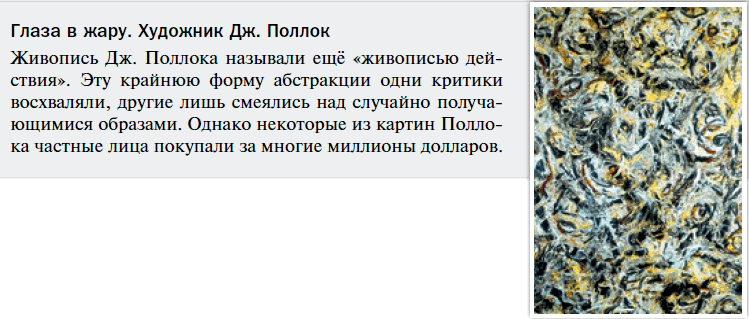 Глаза в жару. Художник Дж. Поллок
Живопись Дж. Поллока называли ещё «живописью дей-
ствия». Эту крайнюю форму абстракции одни критики
восхваляли, другие лишь смеялись над случайно получа-
ющимися образами. Однако некоторые из картин Полло-
ка частные лица покупали за многие миллионы долларов.